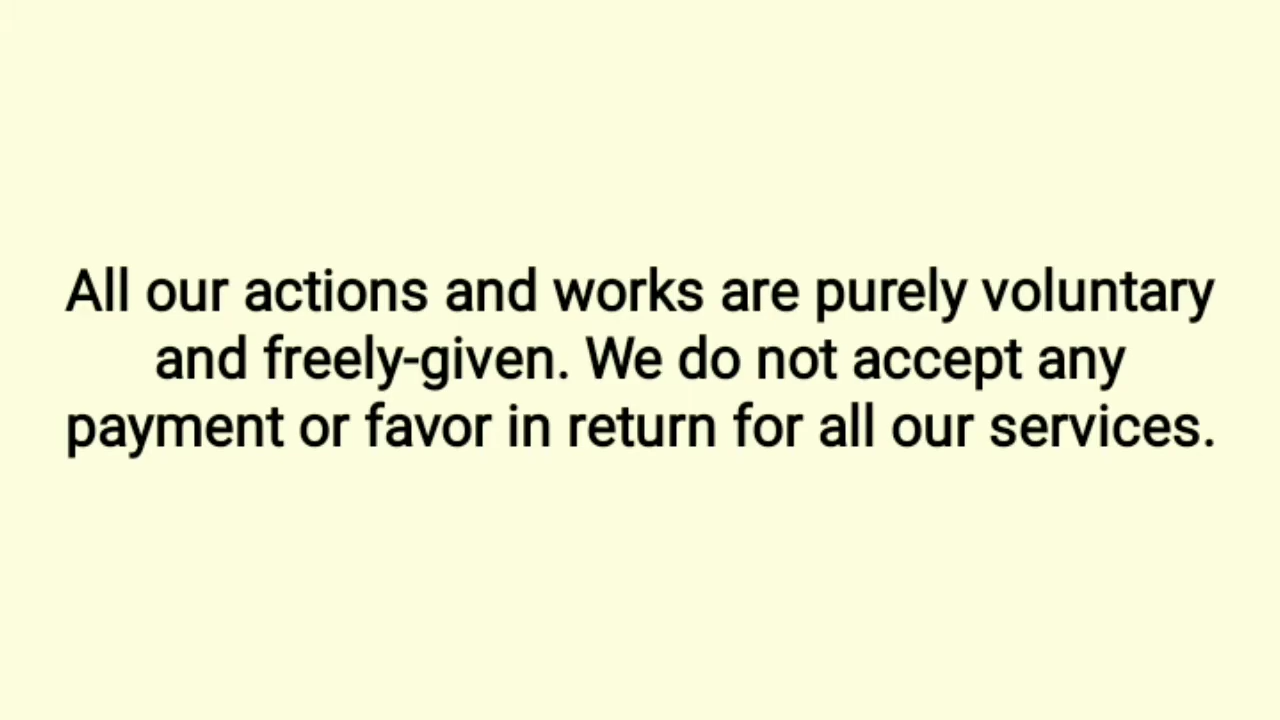 All our actions and works are purely voluntary
and freely-given. We do not accept any
payment or favor in return for all our services.